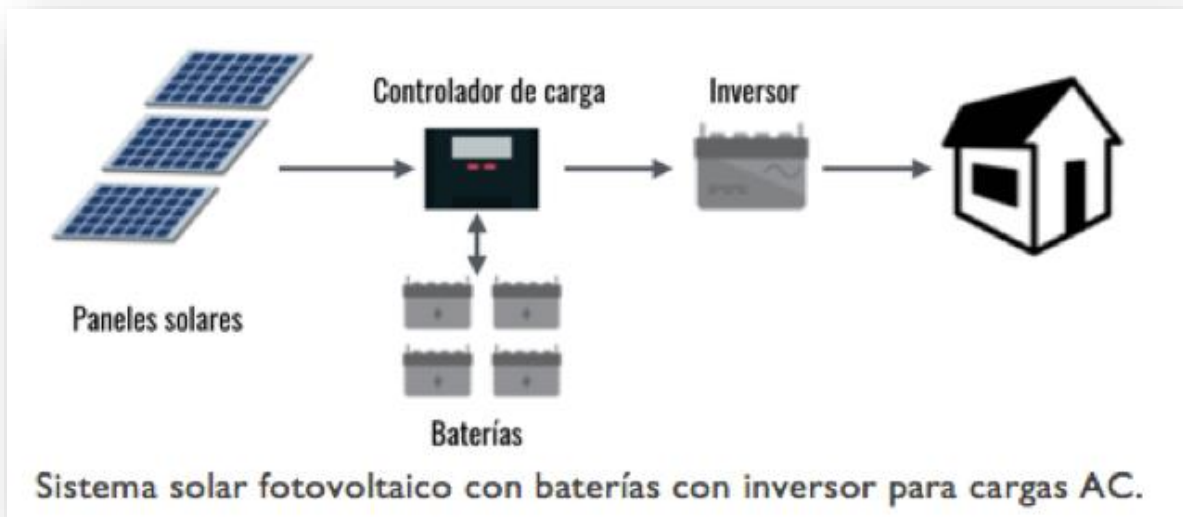 Controlador de carga
Inversor
Paneles solares
Baterías
Sistema solar fotovoltaico con baterías con inversor para cargas AC.